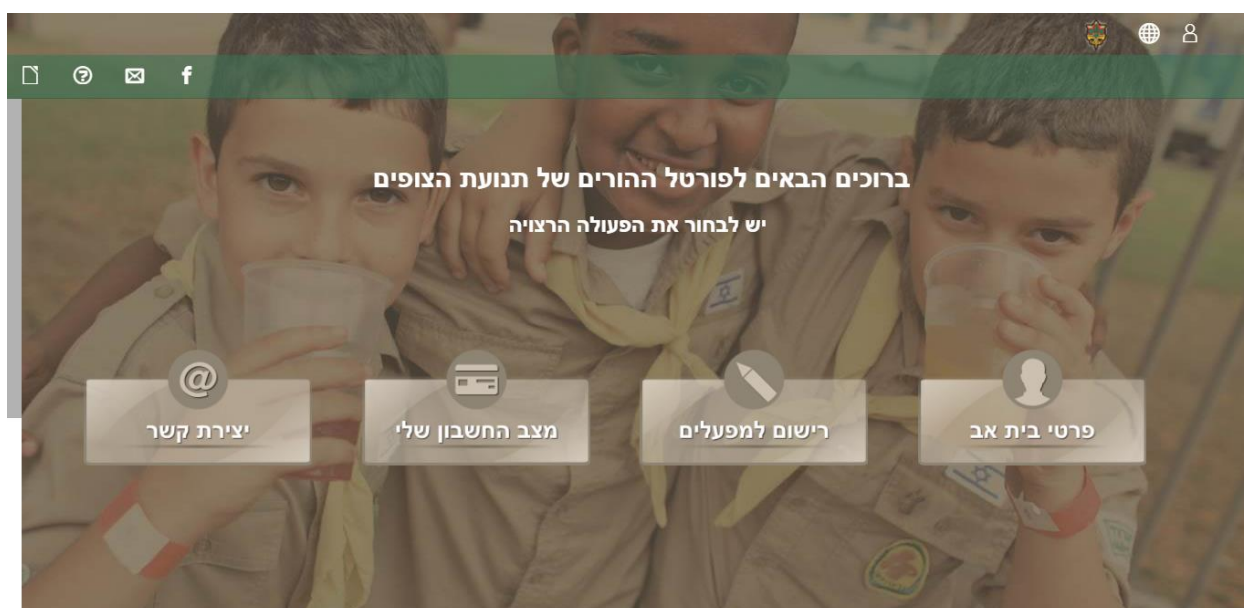 ברוכים הבאים לפורטל ההורים של תנועת הצופים
יש לבחור את הפעולה הרצויה
פרטי בית אב
רישום למפעלים
מצב החשבון שלי
יצירת קשר